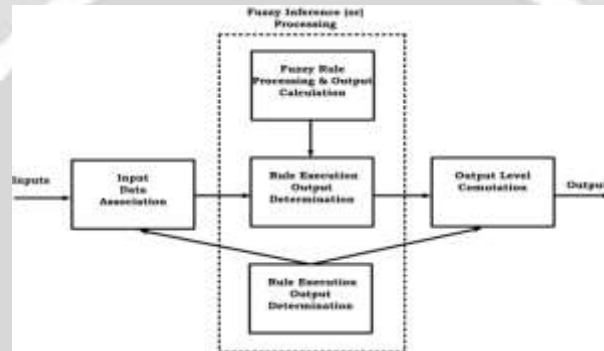 Fuzzy Inference (or)
Processing
Fuzzy Rule
Processing & Output
Calculation
Inputs
Input
Data
Association
Rule Execution
Output
Determination
Output Level
Comutation
Output
Rule Execution
Output
Determination